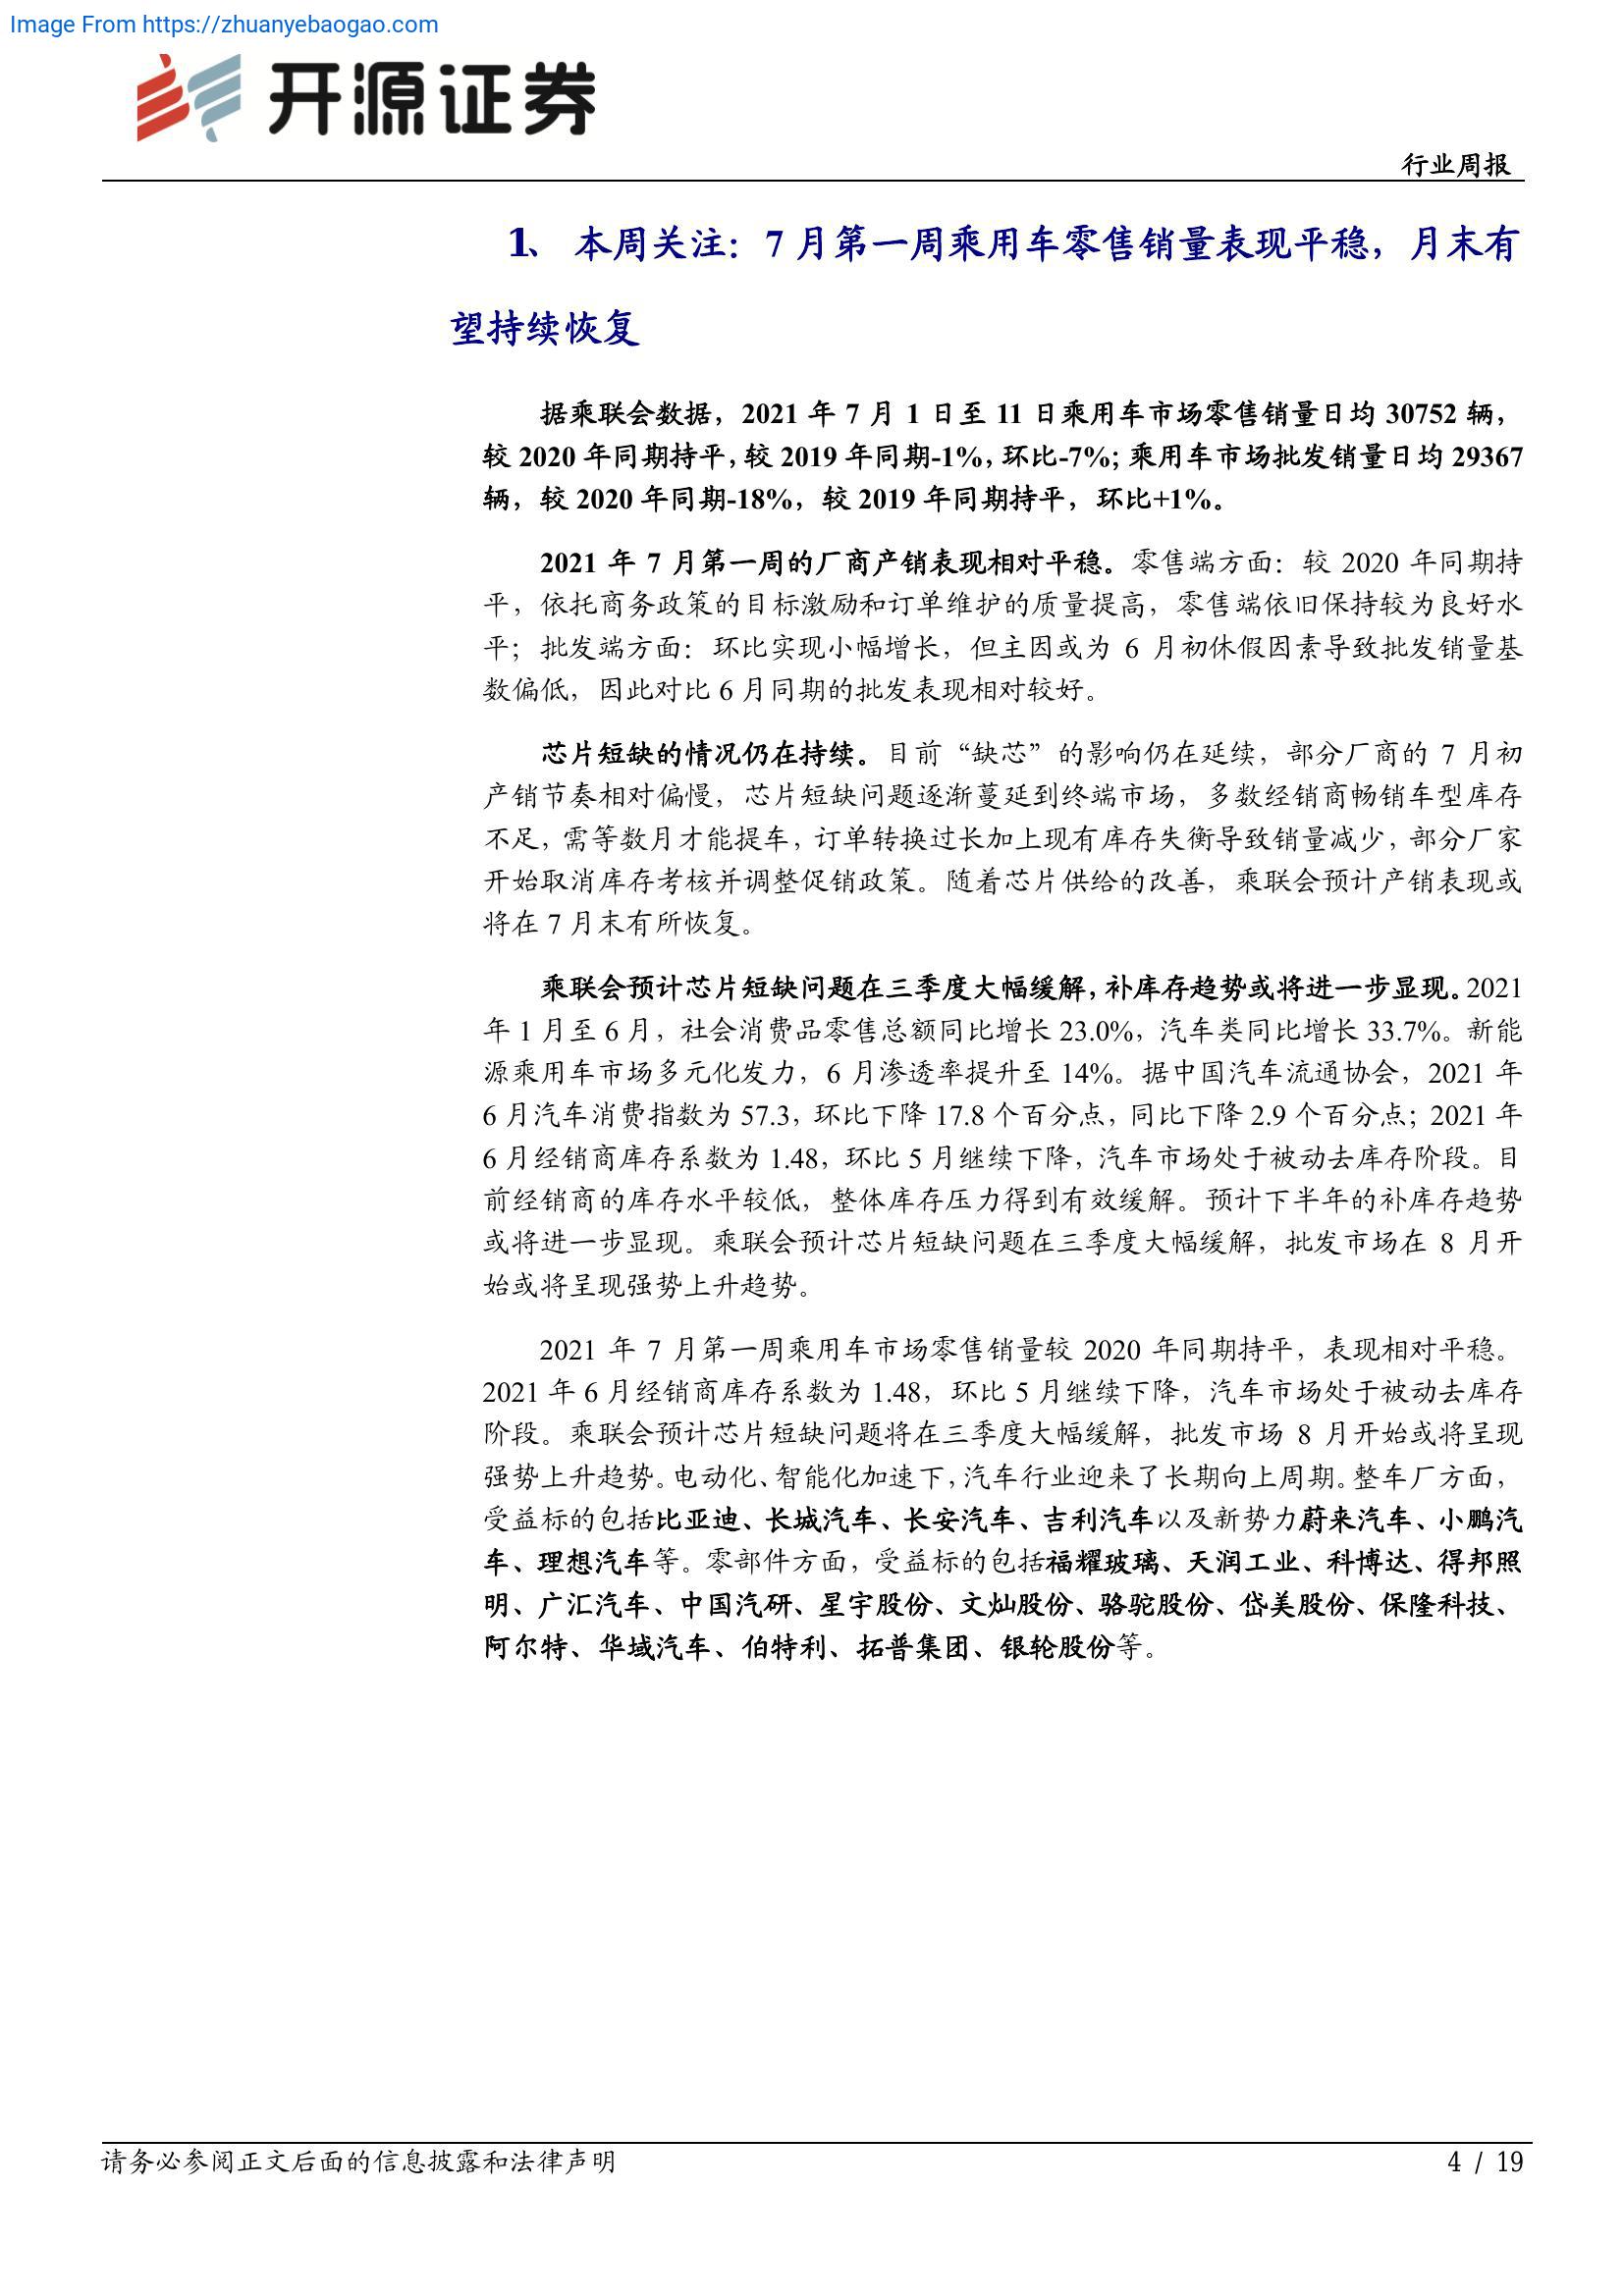 Image From https://zhuanyebaogao.com
开源证券
行业周报
1、 本周关注：7 月第一周乘用车零售销量表现平稳，月末有
望持续恢复
据乘联会数据，2021 年 7 月 1 日至 11 日乘用车市场零售销量日均 30752 辆，
较 2020 年同期持平，较 2019 年同期-1%，环比-7%；乘用车市场批发销量日均 29367
辆，较 2020 年同期-18%，较 2019 年同期持平，环比+1%。
2021 年 7 月第一周的厂商产销表现相对平稳。零售端方面：较 2020 年同期持
平，依托商务政策的目标激励和订单维护的质量提高，零售端依旧保持较为良好水
平；批发端方面：环比实现小幅增长，但主因或为 6 月初休假因素导致批发销量基
数偏低，因此对比 6 月同期的批发表现相对较好。
芯片短缺的情况仍在持续。目前“缺芯”的影响仍在延续，部分厂商的 7 月初
产销节奏相对偏慢，芯片短缺问题逐渐蔓延到终端市场，多数经销商畅销车型库存
不足，需等数月才能提车，订单转换过长加上现有库存失衡导致销量减少，部分厂家
开始取消库存考核并调整促销政策。随着芯片供给的改善，乘联会预计产销表现或
将在 7 月末有所恢复。
乘联会预计芯片短缺问题在三季度大幅缓解，补库存趋势或将进一步显现。2021
年 1 月至 6 月，社会消费品零售总额同比增长 23.0%，汽车类同比增长 33.7%。新能
源乘用车市场多元化发力，6 月渗透率提升至 14%。据中国汽车流通协会，2021 年
6 月汽车消费指数为 57.3，环比下降 17.8 个百分点，同比下降 2.9 个百分点；2021 年
6 月经销商库存系数为 1.48，环比 5 月继续下降，汽车市场处于被动去库存阶段。目
前经销商的库存水平较低，整体库存压力得到有效缓解。预计下半年的补库存趋势
或将进一步显现。乘联会预计芯片短缺问题在三季度大幅缓解，批发市场在 8 月开
始或将呈现强势上升趋势。
2021 年 7 月第一周乘用车市场零售销量较 2020 年同期持平，表现相对平稳。
2021 年 6 月经销商库存系数为 1.48，环比 5 月继续下降，汽车市场处于被动去库存
阶段。乘联会预计芯片短缺问题将在三季度大幅缓解，批发市场 8 月开始或将呈现
强势上升趋势。电动化、智能化加速下，汽车行业迎来了长期向上周期。整车厂方面，
受益标的包括比亚迪、长城汽车、长安汽车、吉利汽车以及新势力蔚来汽车、小鹏汽
车、理想汽车等。零部件方面，受益标的包括福耀玻璃、天润工业、科博达、得邦照
明、广汇汽车、中国汽研、星宇股份、文灿股份、骆驼股份、岱美股份、保隆科技、
阿尔特、华域汽车、伯特利、拓普集团、银轮股份等。
请务必参阅正文后面的信息披露和法律声明
4 / 19